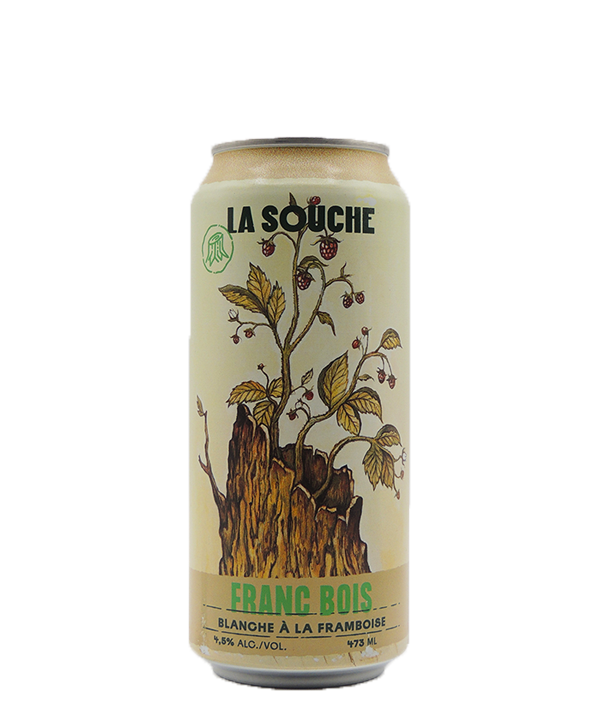 LA SOUCHE
FRANC BOIS
BLANCHE À LA FRAMBOISE
4,5% ALC./VOL. 473 ML